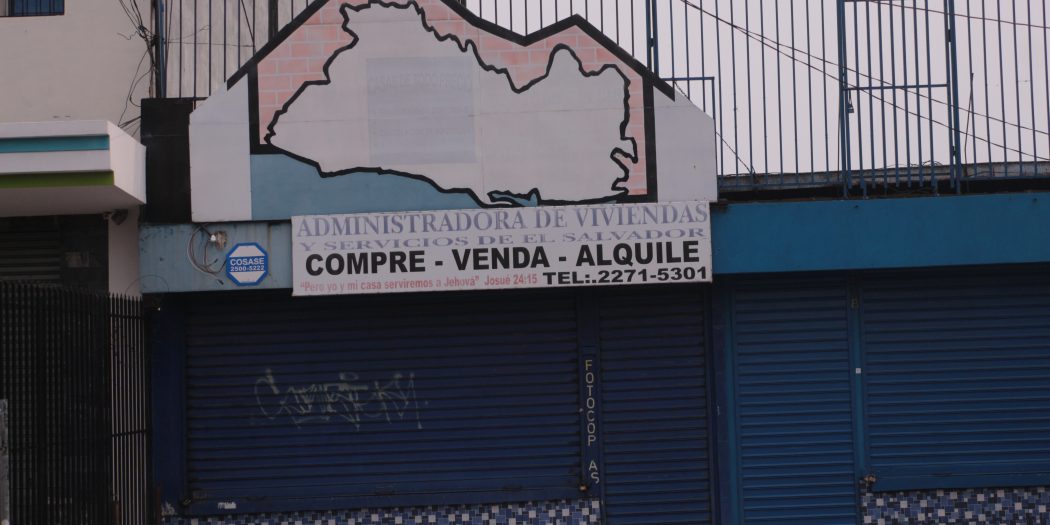 ADMINISTRADORA DE VIVIENDAS
Y SERVICIOS DE EL SALVADOR
COMPRE - VENDA - ALQUILE
"Pero yo y mi casa serviremos a Jehová" Josué 24:15 TEL:.2271-5301
COSASE
2500-5222
FOTOCOP AS